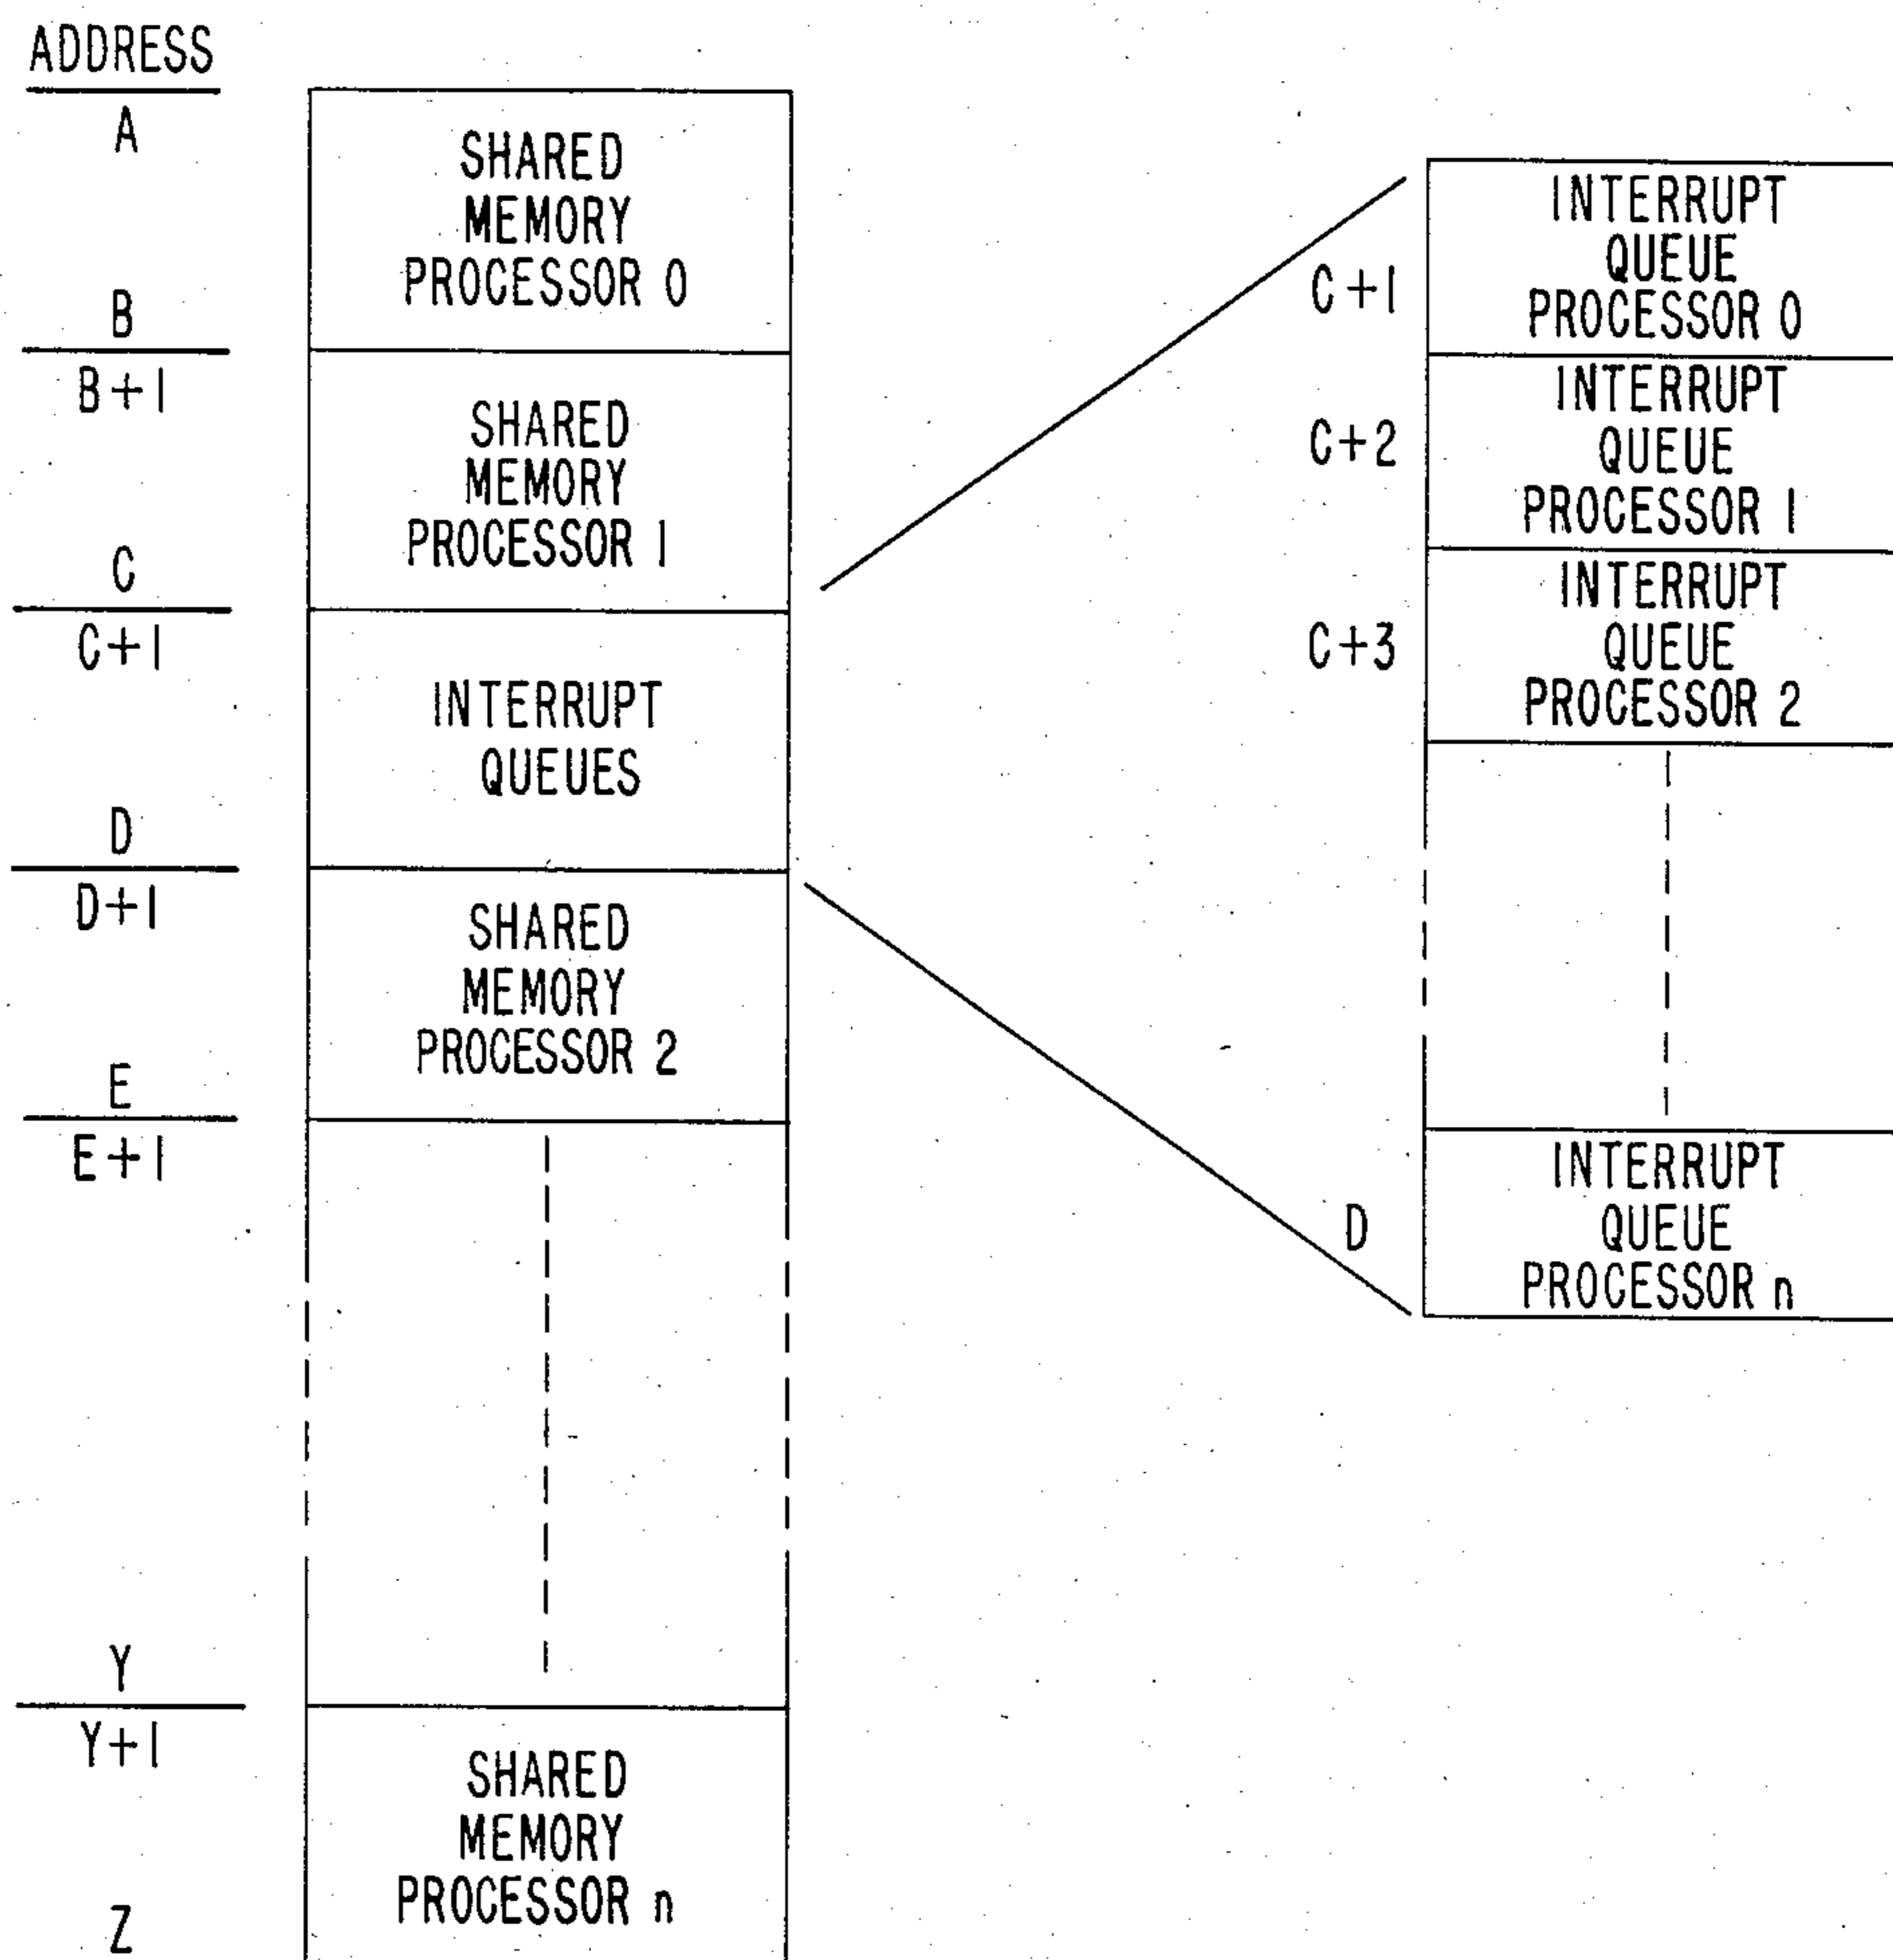 ADDRESS
A
SHARED
MEMORY
PROCESSOR 0
B
B+1
SHARED
MEMORY
PROCESSOR 1
C
C+1
INTERRUPT
QUEUES
D
D+1
SHARED
MEMORY
PROCESSOR 2
E
E+1
Y
Y+1
SHARED
MEMORY
PROCESSOR n
Z
C+1
INTERRUPT
QUEUE
PROCESSOR 0
C+2
INTERRUPT
QUEUE
PROCESSOR 1
C+3
INTERRUPT
QUEUE
PROCESSOR 2
D
INTERRUPT
QUEUE
PROCESSOR n